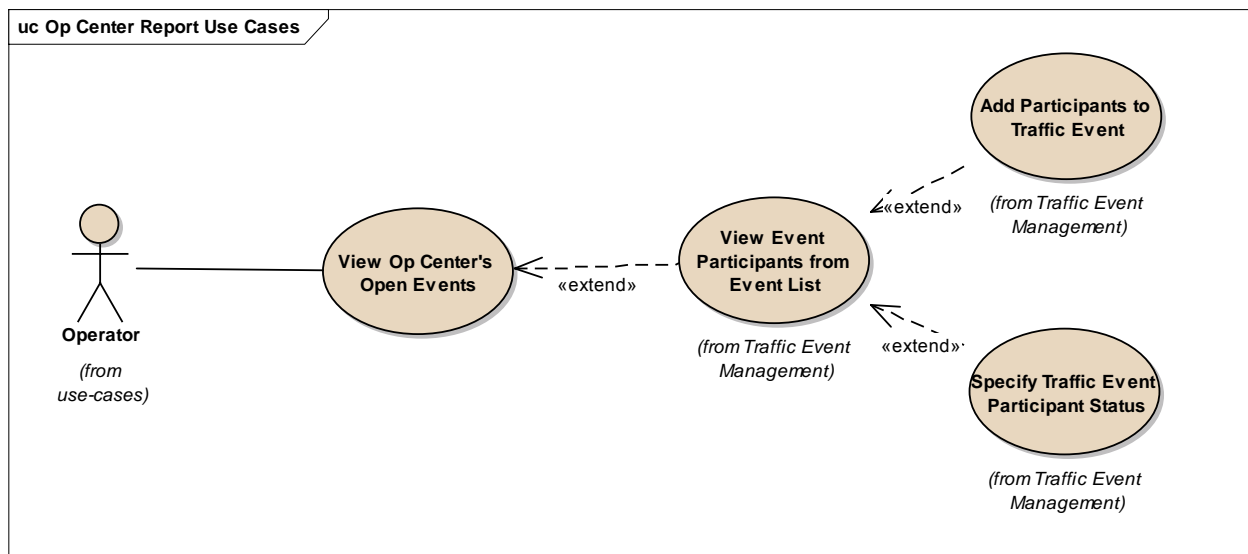 uc Op Center Report Use Cases
Add Participants to
Traffic Event
(from Traffic Event
Management)
«extend»
View Event
Participants from
Event List
(from Traffic Event
Management)
View Op Center's
Open Events
«extend»
Operator
(from
use-cases)
«extend»
Specify Traffic Event
Participant Status
(from Traffic Event
Management)